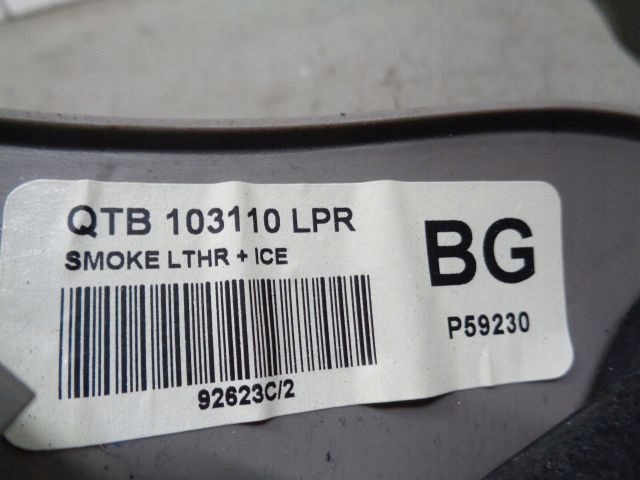 QTB 103110 LPR
SMOKE LTHR + ICE
92623C/2
BG
P59230